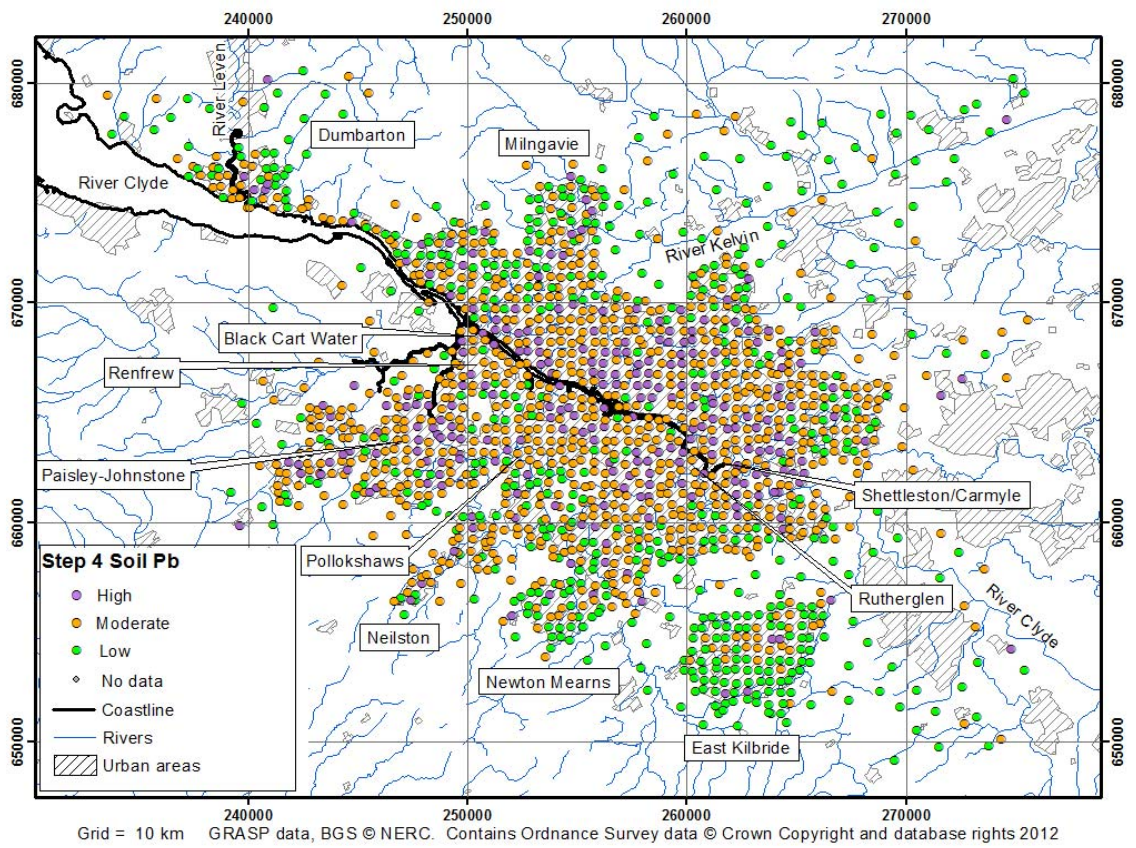 240000 250000 260000 270000
680000 680000
River Leven
Dumbarton
Milngavie
River Clyde
River Kelvin
670000 670000
Black Cart Water
Renfrew
Paisley-Johnstone
Shettleston/Carmyle
660000 660000
Pollokshaws
Rutherglen
River Clyde
Neilston
Newton Mearns
East Kilbride
650000 650000
Step 4 Soil Pb
High
Moderate
Low
No data
Coastline
Rivers
Urban areas
240000 250000 260000 270000
Grid = 10 km GRASP data, BGS © NERC. Contains Ordnance Survey data © Crown Copyright and database rights 2012